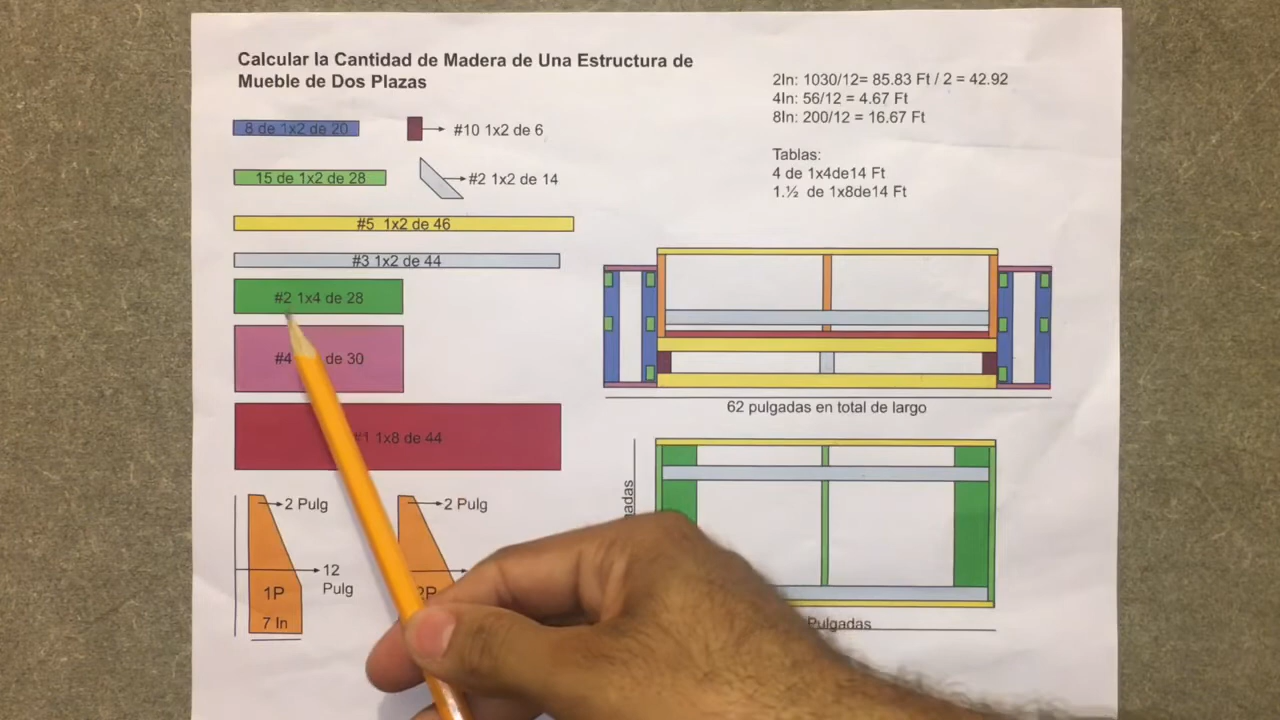 Calcular la Cantidad de Madera de Una Estructura de
Mueble de Dos Plazas
2In: 1030/12= 85.83 Ft / 2 = 42.92
4In: 56/12 = 4.67 Ft
8In: 200/12 = 16.67 Ft
Tablas:
4 de 1x4de14 Ft
1.½ de 1x8de14 Ft
8 de 1x2 de 20
#10 1x2 de 6
15 de 1x2 de 28
#2 1x2 de 14
#5 1x2 de 46
#3 1x2 de 44
#2 1x4 de 28
#4 de 30
#1 1x8 de 44
62 pulgadas en total de largo
2 Pulg
2 Pulg
12
Pulg
1P
2P
7 In
Pulgadas